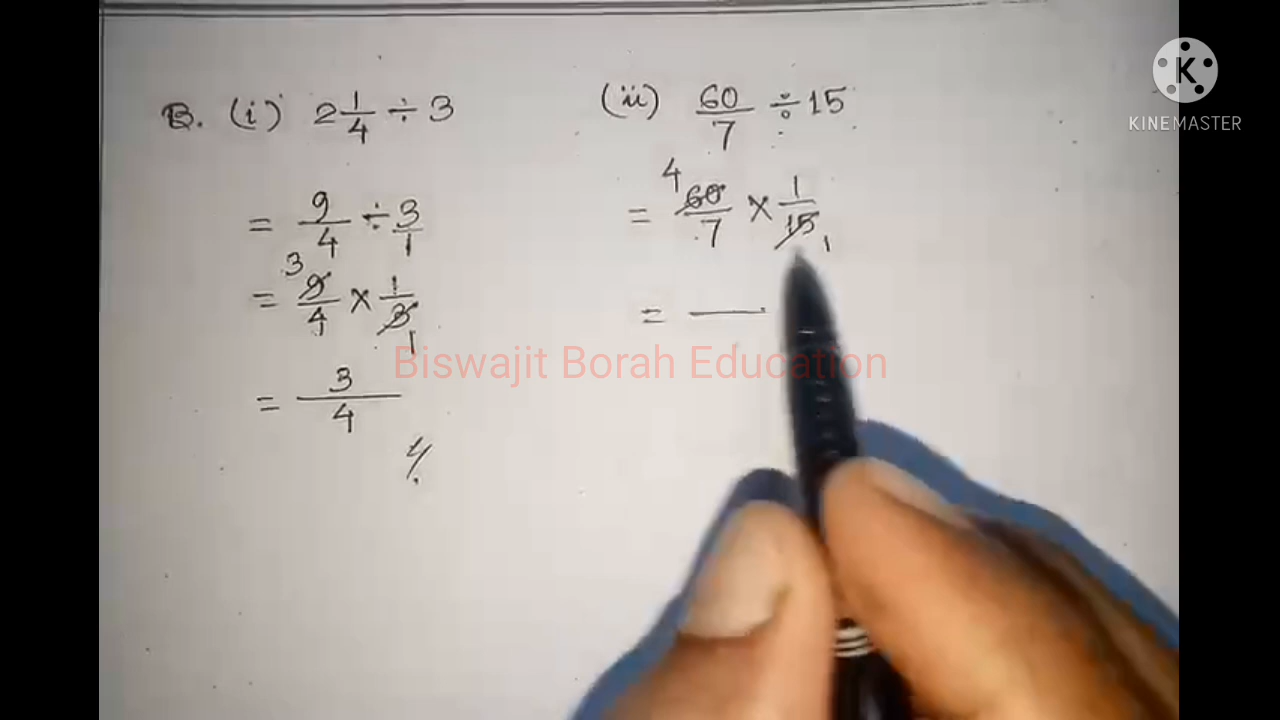 B. (i) 2 1/4 ÷ 3
= 9/4 ÷ 3/1
= 3 9/4 × 1/3 1
= 3/4
(ii) 60/7 ÷ 15
= 4 60/7 × 1/15 1
=
K
KINEMASTER
Biswajit Borah Education